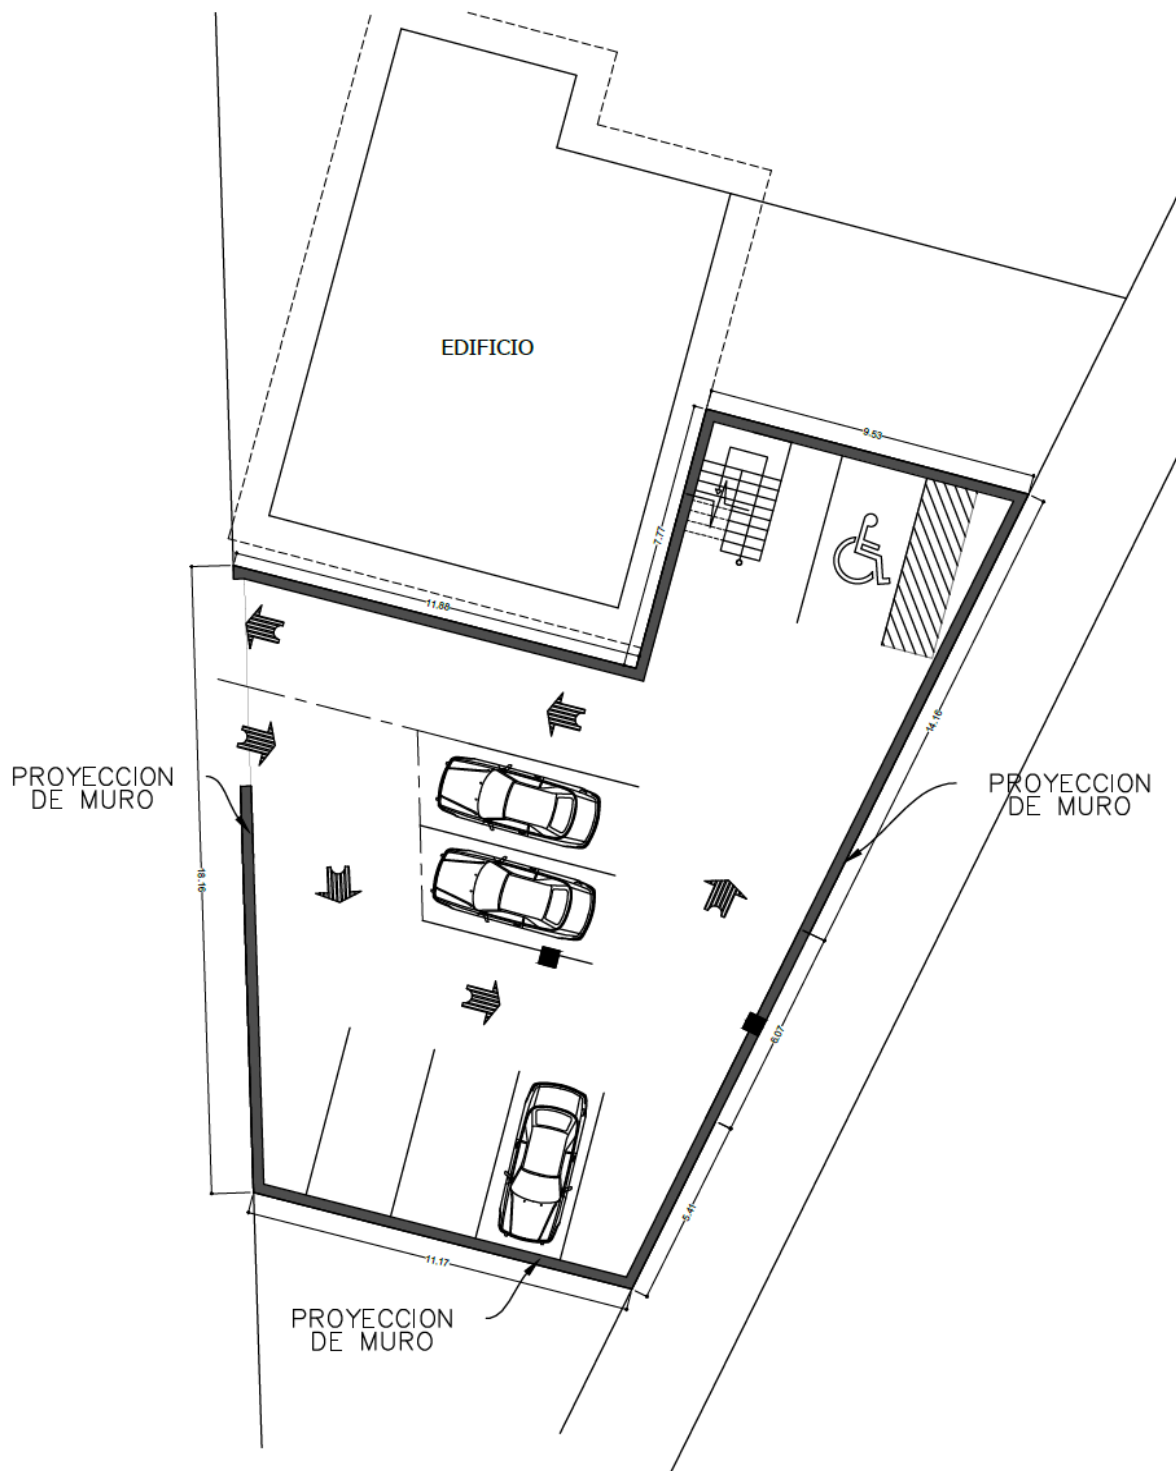 EDIFICIO
9.53
7.77
11.88
14.16
PROYECCION
DE MURO
PROYECCION
DE MURO
18.16
6.07
5.41
11.17
PROYECCION
DE MURO